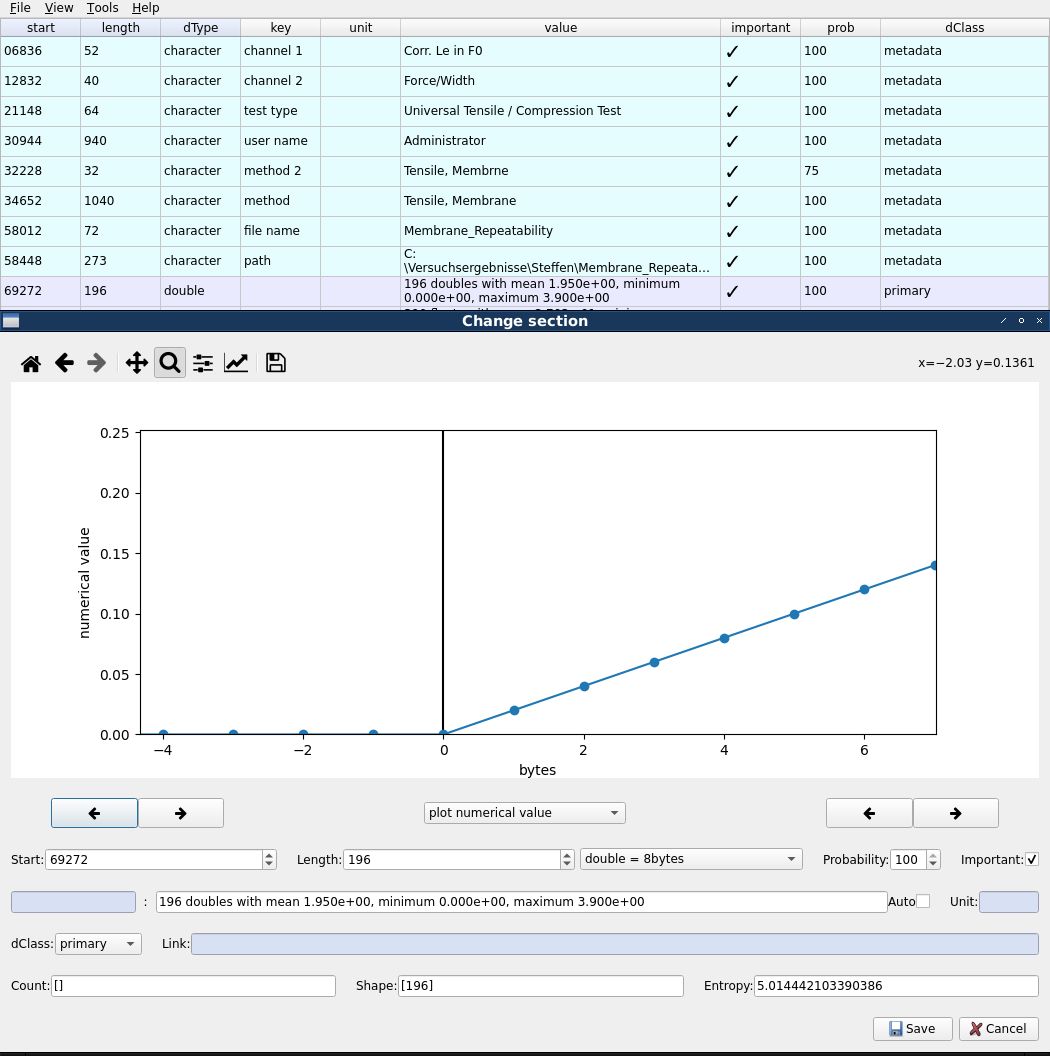 File View Tools Help
start length dType key unit value important prob dClass
06836 52 character channel 1 Corr. Le in F0 ✓ 100 metadata
12832 40 character channel 2 Force/Width ✓ 100 metadata
21148 64 character test type Universal Tensile / Compression Test ✓ 100 metadata
30944 940 character user name Administrator ✓ 100 metadata
32228 32 character method 2 Tensile, Membrne ✓ 75 metadata
34652 1040 character method Tensile, Membrane ✓ 100 metadata
58012 72 character file name Membrane_Repeatability ✓ 100 metadata
58448 273 character path C:
\Versuchsergebnisse\Steffen\Membrane_Repeata... ✓ 100 metadata
69272 196 double 196 doubles with mean 1.950e+00, minimum
0.000e+00, maximum 3.900e+00 ✓ 100 primary
Change section
x=−2.03 y=0.1361
0.25
0.20
0.15
0.10
0.05
0.00
numerical value
−4 −2 0 2 4 6
bytes
plot numerical value
Start: 69272 Length: 196 double = 8bytes Probability: 100 Important: ✓
: 196 doubles with mean 1.950e+00, minimum 0.000e+00, maximum 3.900e+00 Auto Unit:
dClass: primary Link:
Count: [] Shape: [196] Entropy: 5.014442103390386
Save Cancel